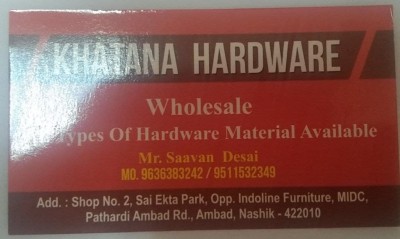 KHATANA HARDWARE
Wholesale
Types Of Hardware Material Available
Mr. Saavan Desai
MO. 9636383242 / 9511532349
Add. : Shop No. 2, Sai Ekta Park, Opp. Indoline Furniture, MIDC,
Pathardi Ambad Rd., Ambad, Nashik - 422010